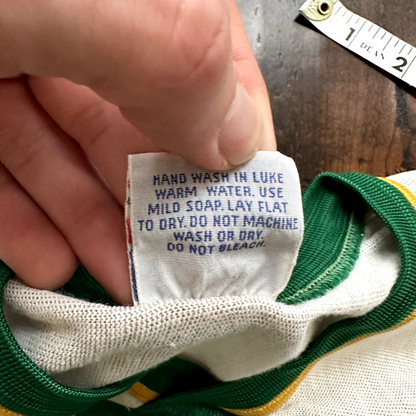 HAND WASH IN LUKE
WARM WATER. USE
MILD SOAP. LAY FLAT
TO DRY. DO NOT MACHINE
WASH OR DRY.
DO NOT BLEACH.
1 DEAN 2